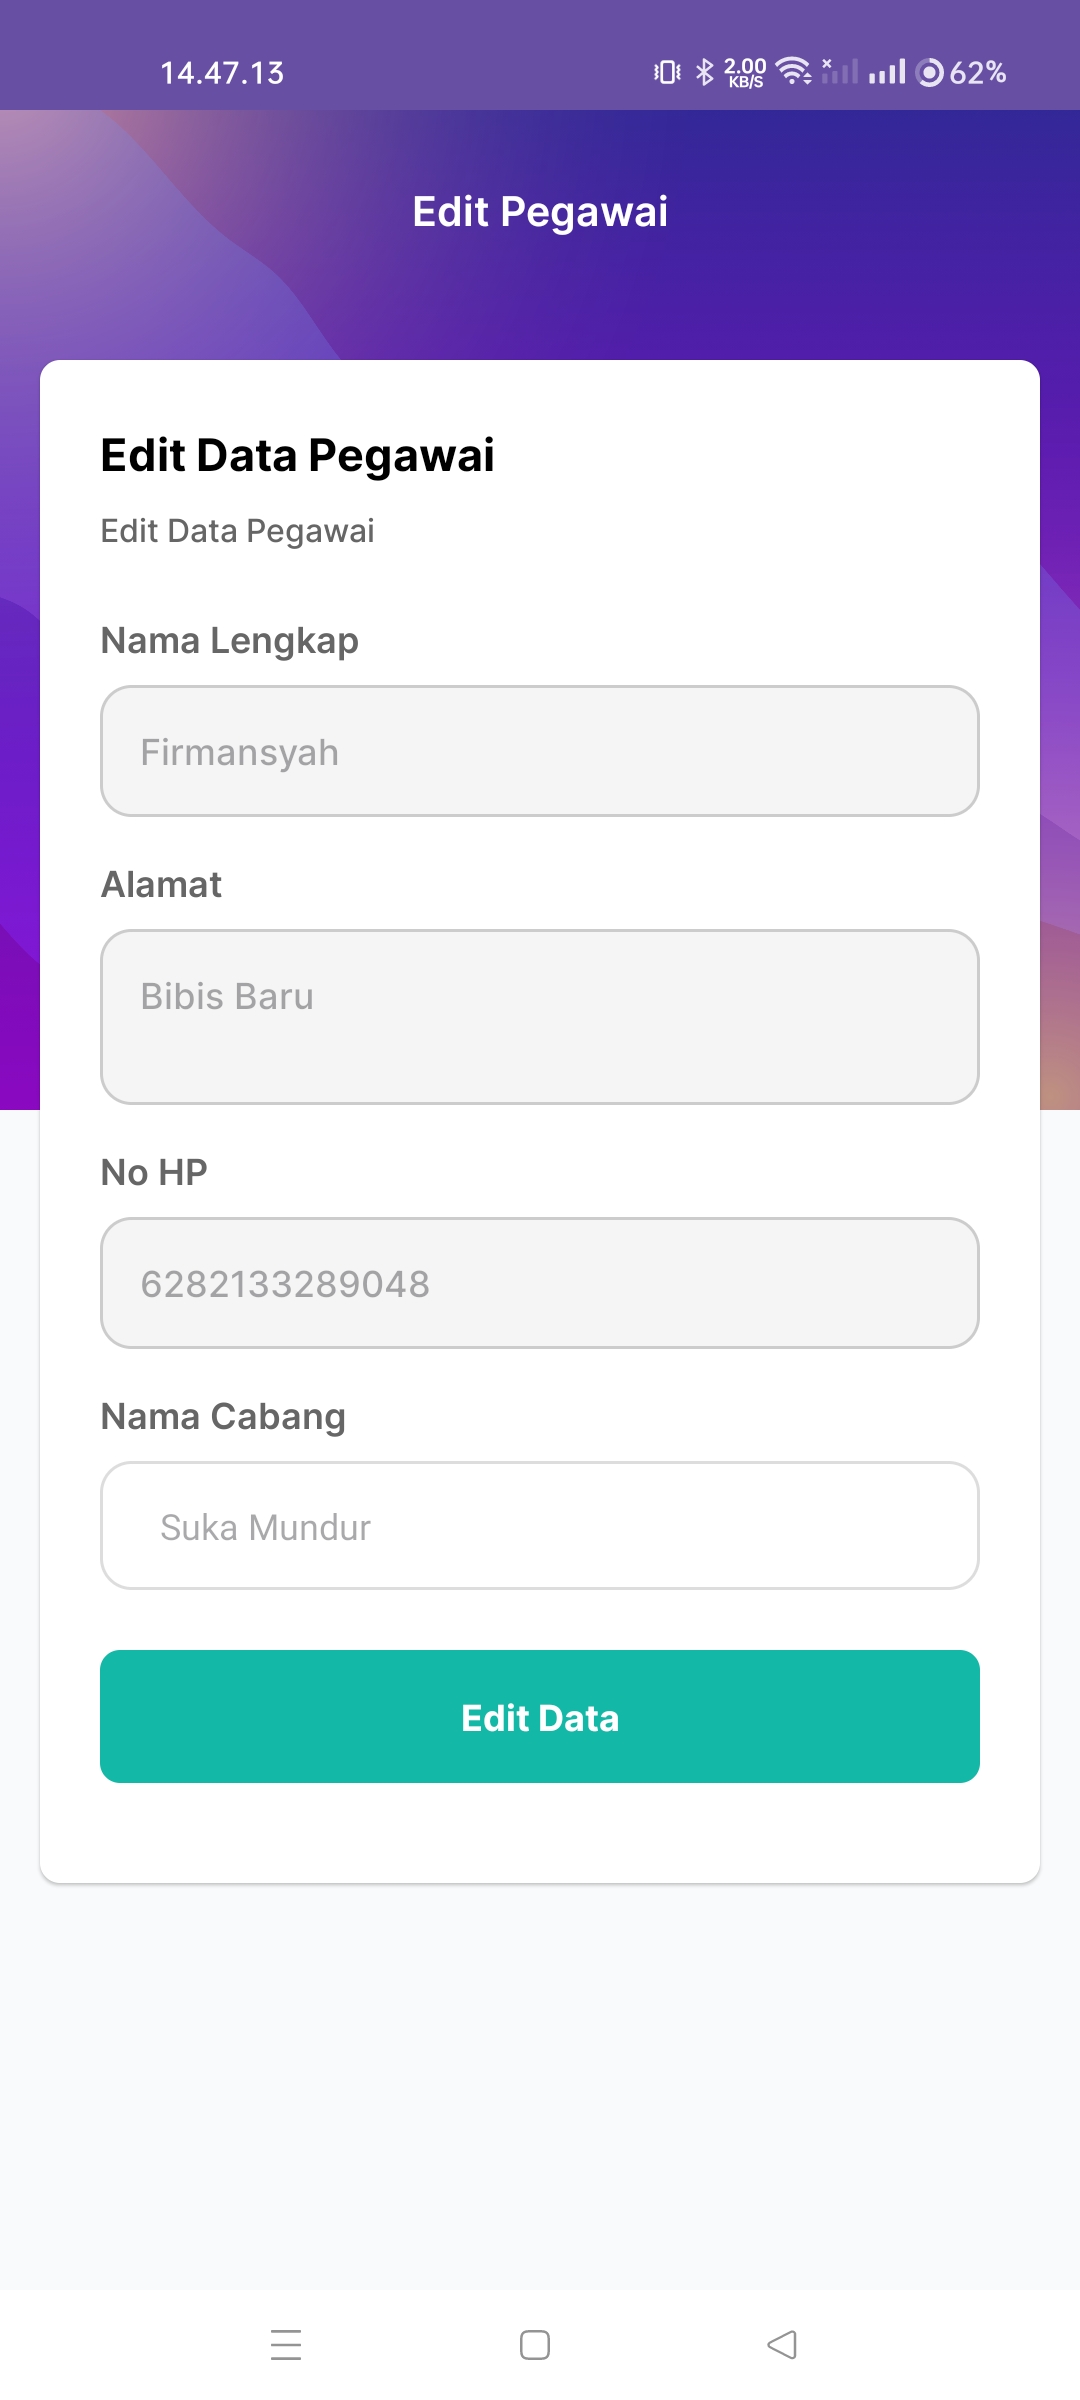 14.47.13
2.00
KB/S
62%
Edit Pegawai
Edit Data Pegawai
Edit Data Pegawai
Nama Lengkap
Firmansyah
Alamat
Bibis Baru
No HP
6282133289048
Nama Cabang
Suka Mundur
Edit Data